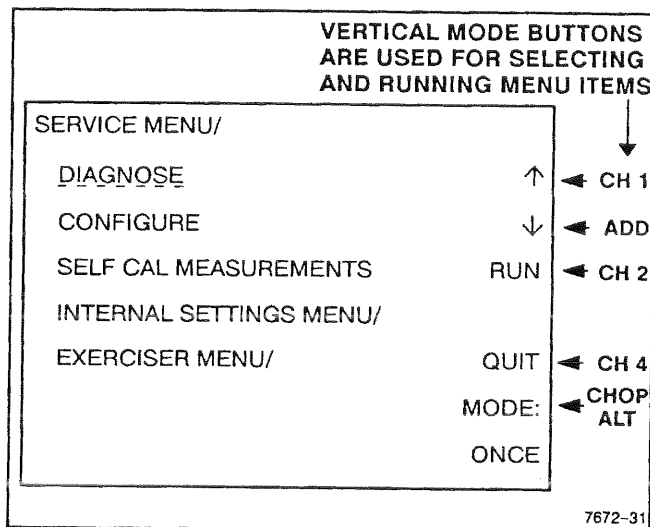 VERTICAL MODE BUTTONS
ARE USED FOR SELECTING
AND RUNNING MENU ITEMS
SERVICE MENU/
DIAGNOSE ↑ CH 1
CONFIGURE ↓ ADD
SELF CAL MEASUREMENTS RUN CH 2
INTERNAL SETTINGS MENU/
EXERCISER MENU/ QUIT CH 4
MODE: CHOP
ALT
ONCE
7672-31